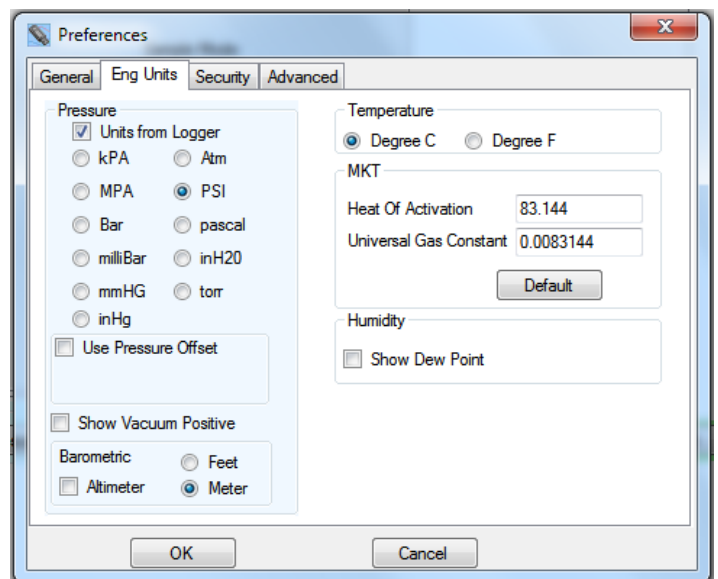 Preferences
General Eng Units Security Advanced
Pressure
Units from Logger
kPA Atm
MPA PSI
Bar pascal
milliBar inH20
mmHG torr
inHg
Use Pressure Offset
Show Vacuum Positive
Barometric
Feet
Altimeter Meter
Temperature
Degree C Degree F
MKT
Heat Of Activation 83.144
Universal Gas Constant 0.0083144
Default
Humidity
Show Dew Point
OK Cancel